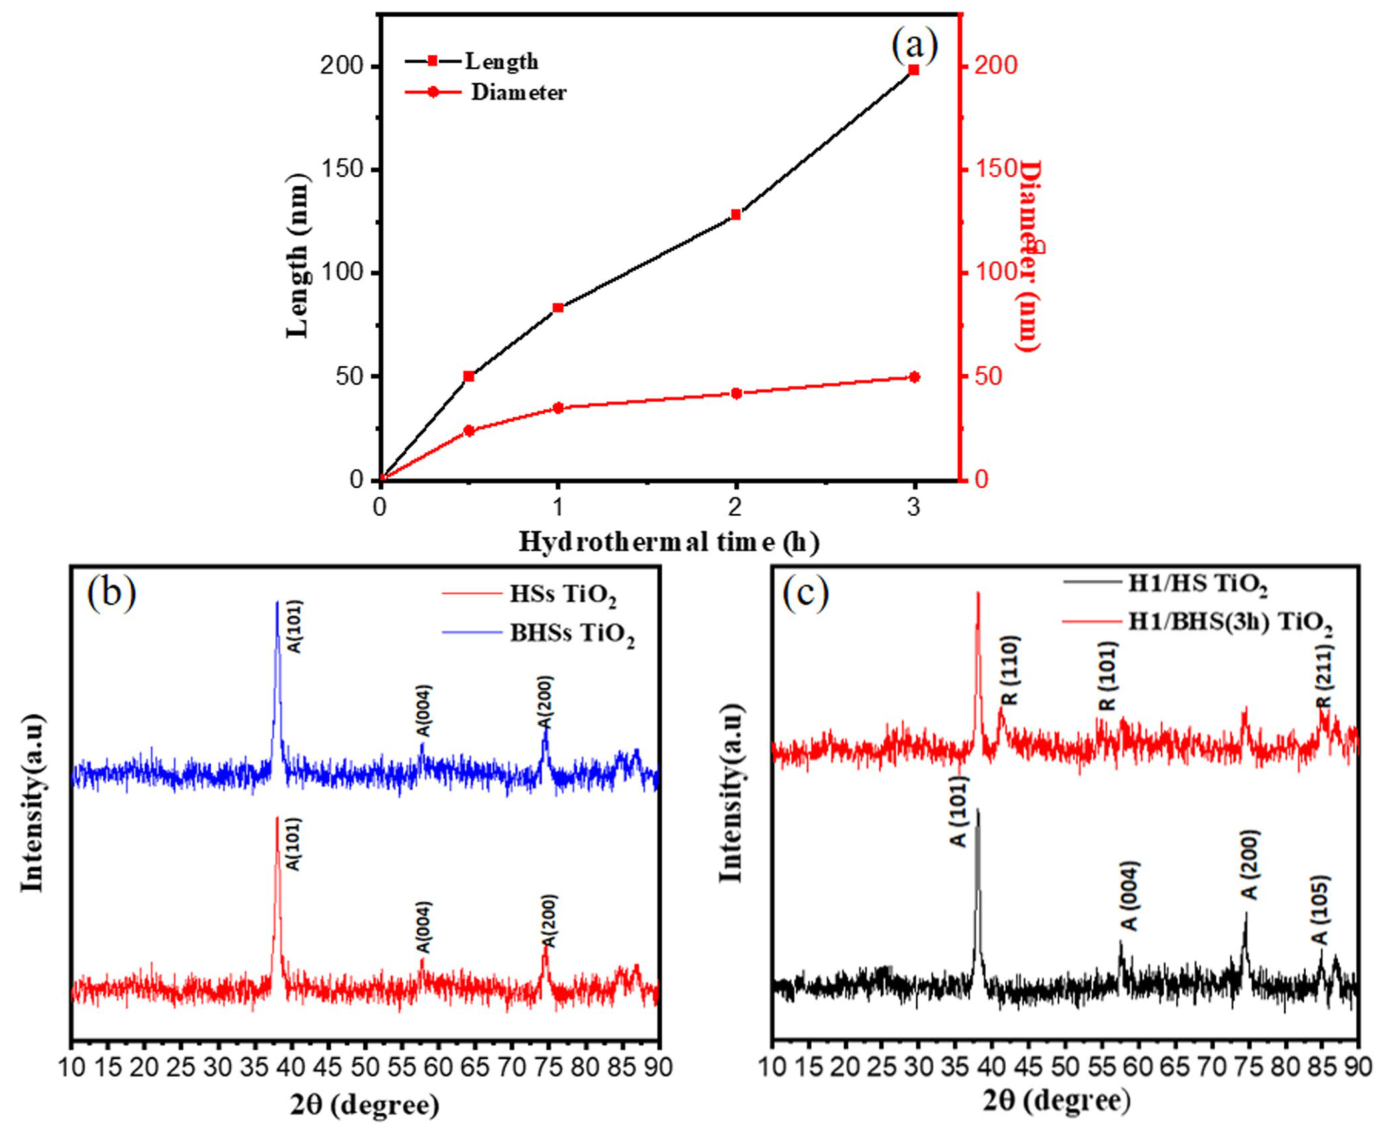 (a)
Length
Diameter
200
150
100
50
0
Length (nm)
200
150
100
50
0
Diameter (nm)
0 1 2 3
Hydrothermal time (h)
(b)
HSs TiO₂
BHSs TiO₂
A(101)
A(004)
A(200)
A(101)
A(004)
A(200)
Intensity(a.u)
10 15 20 25 30 35 40 45 50 55 60 65 70 75 80 85 90
2θ (degree)
(c)
H1/HS TiO₂
H1/BHS(3h) TiO₂
R (110)
R (101)
R (211)
A (101)
A (004)
A (200)
A (105)
Intensity(a.u)
10 15 20 25 30 35 40 45 50 55 60 65 70 75 80 85 90
2θ (degree)